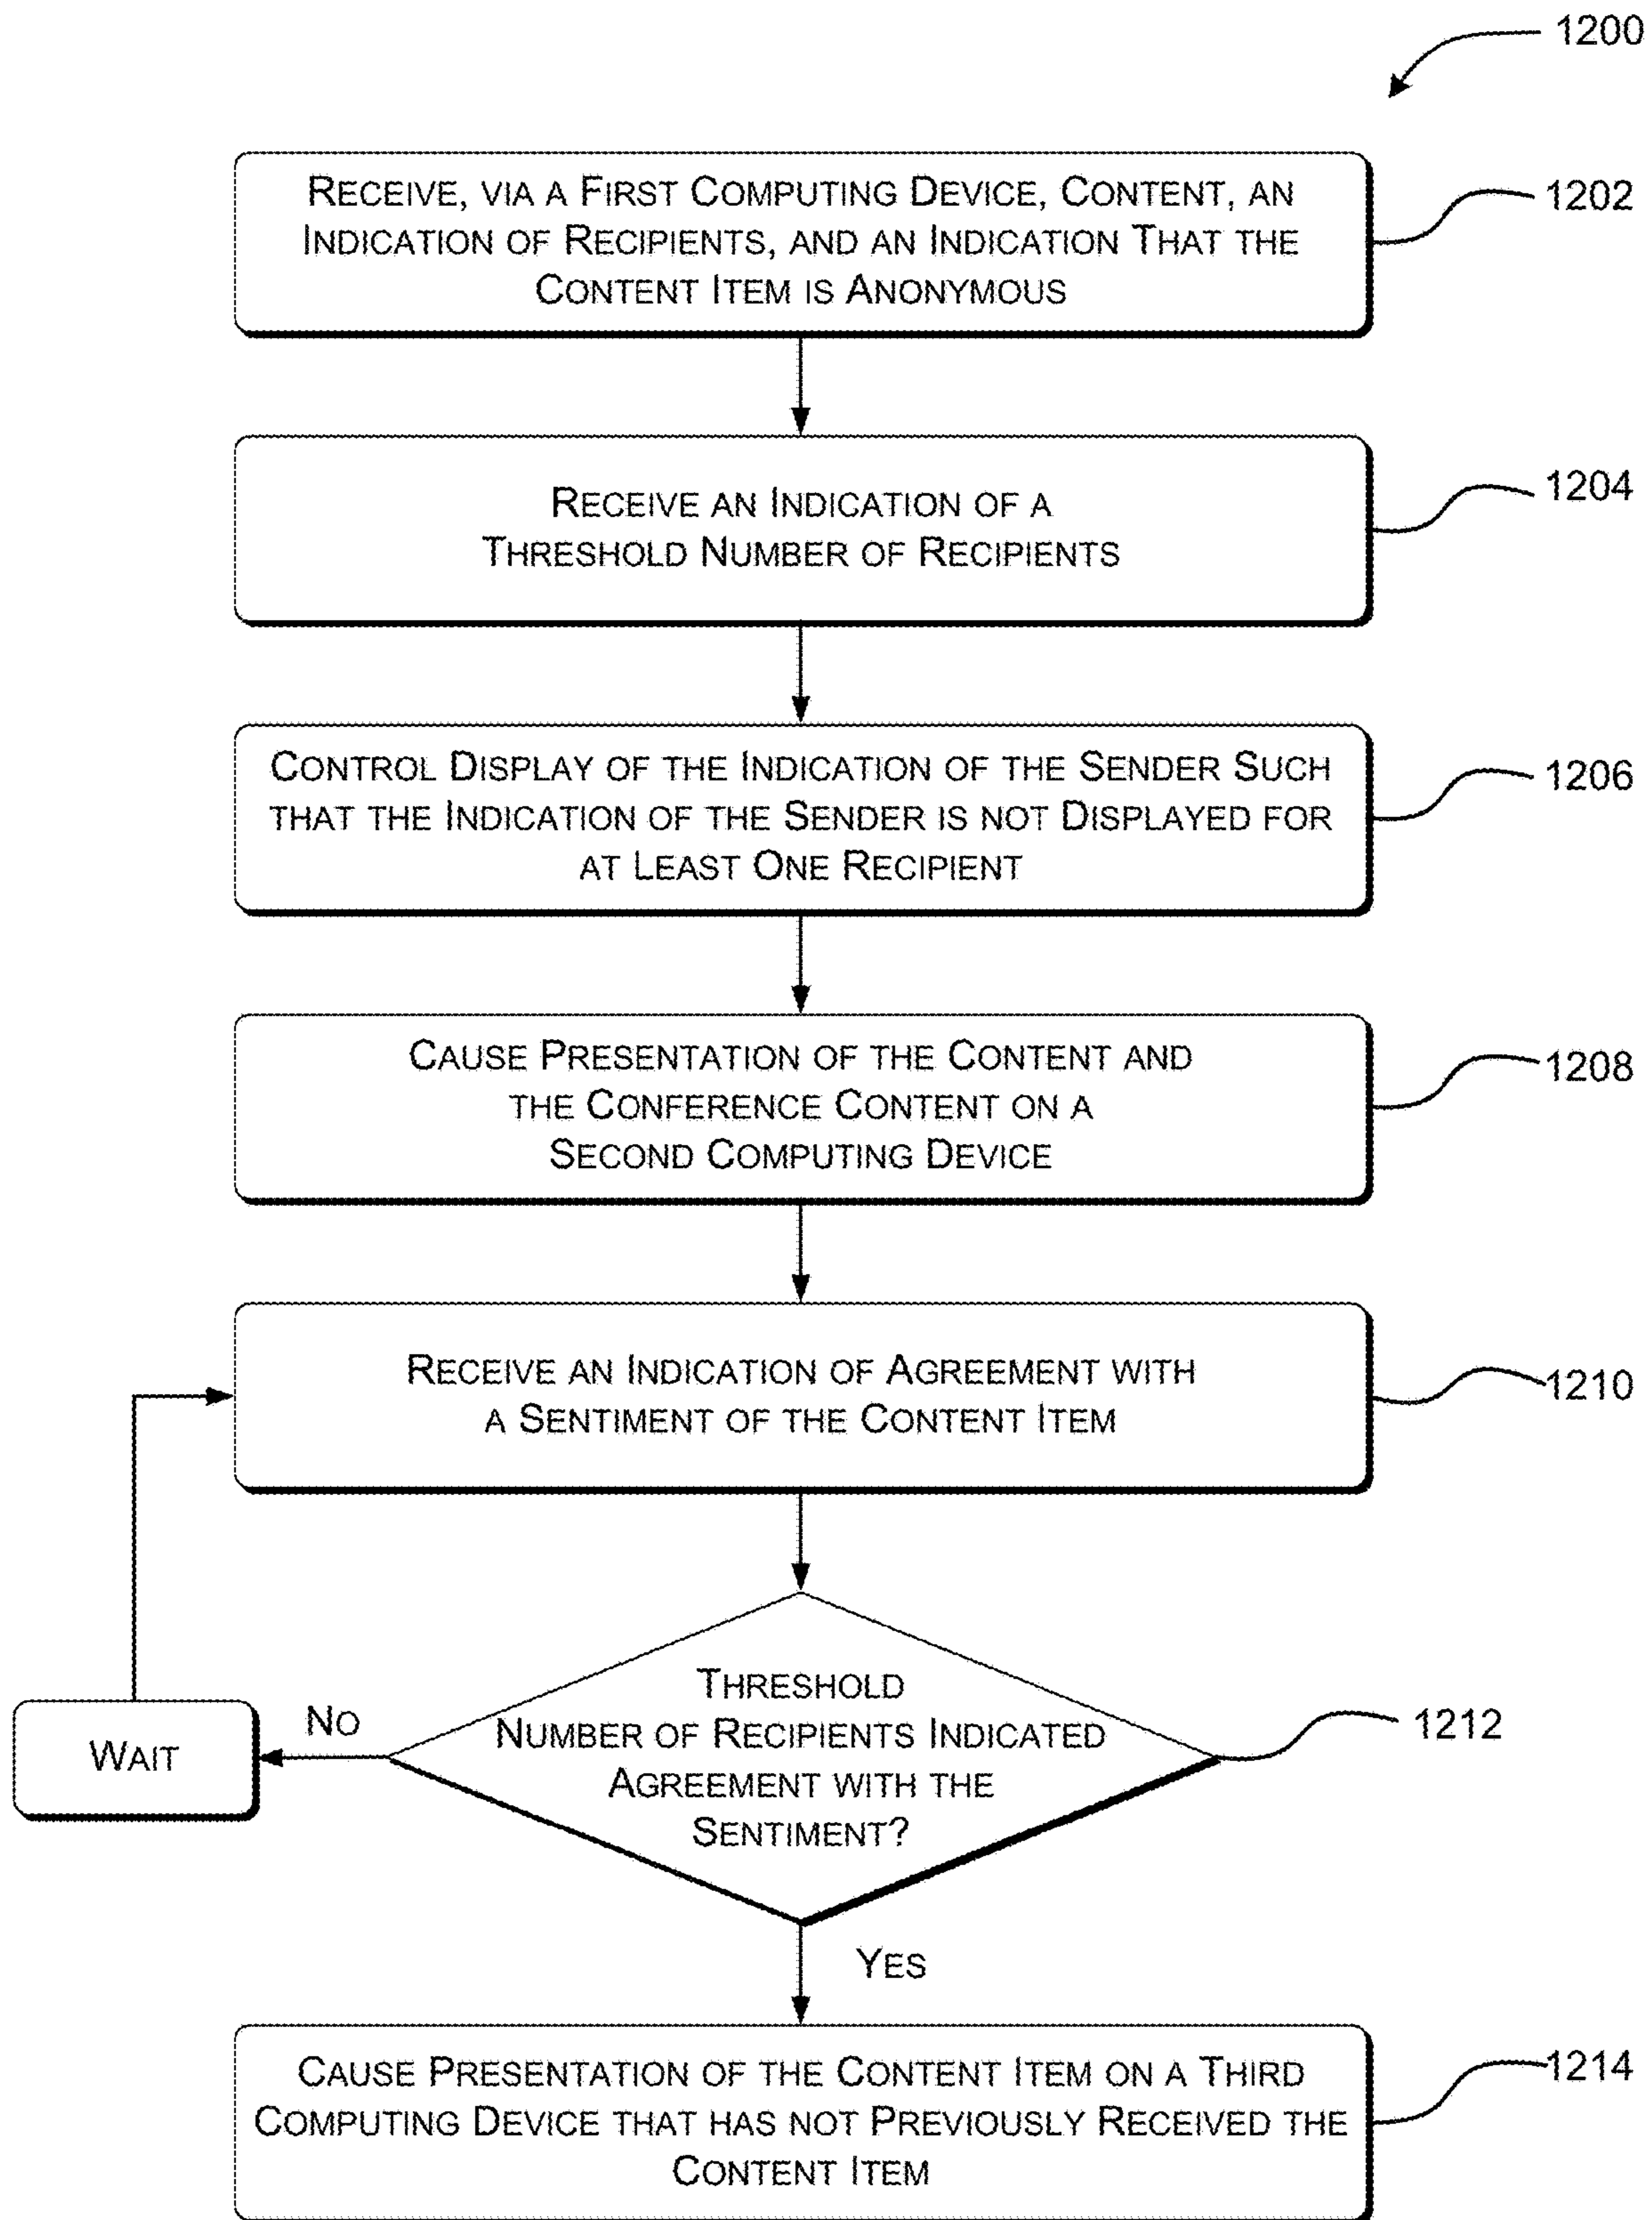 1200
RECEIVE, VIA A FIRST COMPUTING DEVICE, CONTENT, AN
INDICATION OF RECIPIENTS, AND AN INDICATION THAT THE
CONTENT ITEM IS ANONYMOUS
1202
RECEIVE AN INDICATION OF A
THRESHOLD NUMBER OF RECIPIENTS
1204
CONTROL DISPLAY OF THE INDICATION OF THE SENDER SUCH
THAT THE INDICATION OF THE SENDER IS NOT DISPLAYED FOR
AT LEAST ONE RECIPIENT
1206
CAUSE PRESENTATION OF THE CONTENT AND
THE CONFERENCE CONTENT ON A
SECOND COMPUTING DEVICE
1208
RECEIVE AN INDICATION OF AGREEMENT WITH
A SENTIMENT OF THE CONTENT ITEM
1210
THRESHOLD
NUMBER OF RECIPIENTS INDICATED
AGREEMENT WITH THE
SENTIMENT?
1212
NO
WAIT
YES
CAUSE PRESENTATION OF THE CONTENT ITEM ON A THIRD
COMPUTING DEVICE THAT HAS NOT PREVIOUSLY RECEIVED THE
CONTENT ITEM
1214